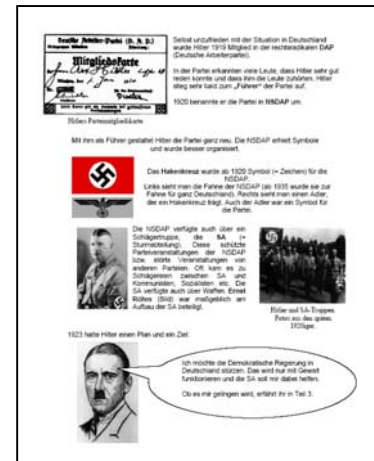 Deutsche Arbeiter-Partei (D. A. P.)
Mitgliedskarte
Hitlers Parteimitgliedskarte
Selbst unzufrieden mit der Situation in Deutschland
wurde Hitler 1919 Mitglied in der rechtsradikalen DAP
(Deutsche Arbeiterpartei).
In der Partei erkannten viele Leute, dass Hitler sehr gut
reden konnte und dass ihm die Leute zuhörten. Hitler
stieg sehr bald zum „Führer“ der Partei auf.
1920 benannte er die Partei in NSDAP um.
Mit ihm als Führer gestaltet Hitler die Partei ganz neu. Die NSDAP erhielt Symbole
und wurde besser organisiert.
Das Hakenkreuz wurde ab 1920 Symbol (= Zeichen) für die
NSDAP.
Links sieht man die Fahne der NSDAP (ab 1935 wurde sie zur
Fahne für ganz Deutschland). Rechts sieht man einen Adler,
der ein Hakenkreuz trägt. Auch der Adler war ein Symbol für
die Partei.
Die NSDAP verfügte auch über ein
Schlägertruppe, die SA (=
Sturmabteilung). Diese schützte
Parteiveranstaltungen der NSDAP
bzw. störte Veranstaltungen von
anderen Parteien. Oft kam es zu
Schlägereien zwischen SA und
Kommunisten, Sozialisten etc. Die
SA verfügte auch über Waffen. Ernst
Röhm (Bild) war maßgeblich am
Aufbau der SA beteiligt.
Hitler und SA-Truppen.
Fotos aus den späten
1920iger.
1923 hatte Hitler einen Plan und ein Ziel:
Ich möchte die Demokratische Regierung in
Deutschland stürzen. Das wird nur mit Gewalt
funktionieren und die SA soll mir dabei helfen.
Ob es mir gelingen wird, erfährt ihr in Teil 3.